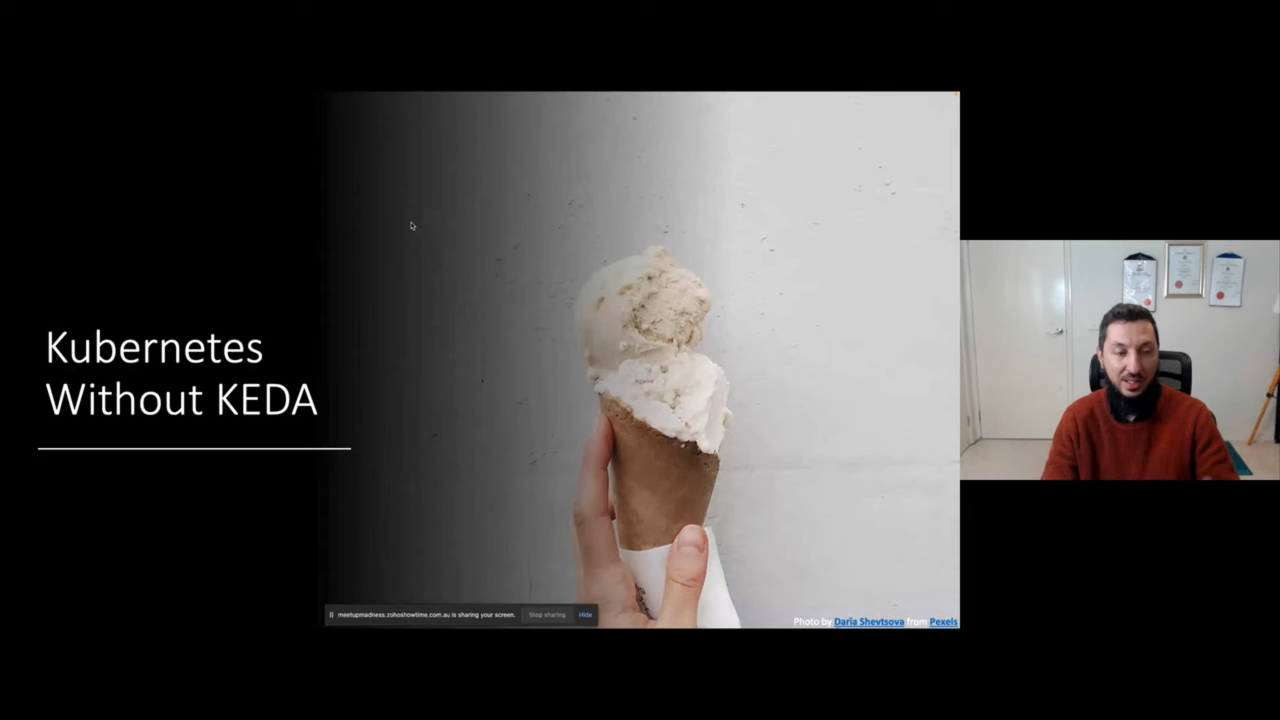 Kubernetes
Without KEDA
meetupmadness.zohoshowtime.com.au is sharing your screen. Stop sharing Hide
Photo by Daria Shevtsova from Pexels